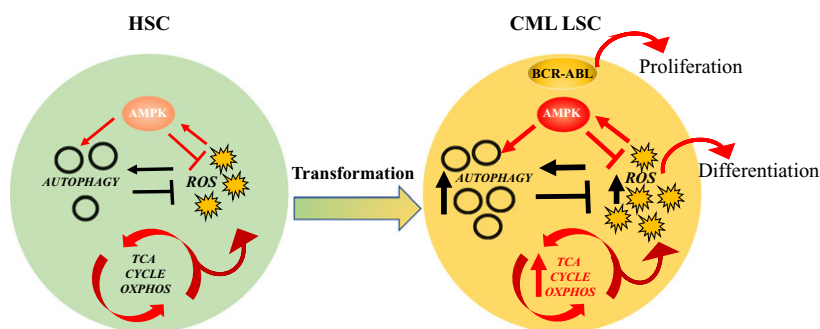 HSC
AMPK
AUTOPHAGY
ROS
TCA
CYCLE
OXPHOS
Transformation
CML LSC
BCR-ABL
Proliferation
AMPK
AUTOPHAGY
ROS
Differentiation
TCA
CYCLE
OXPHOS